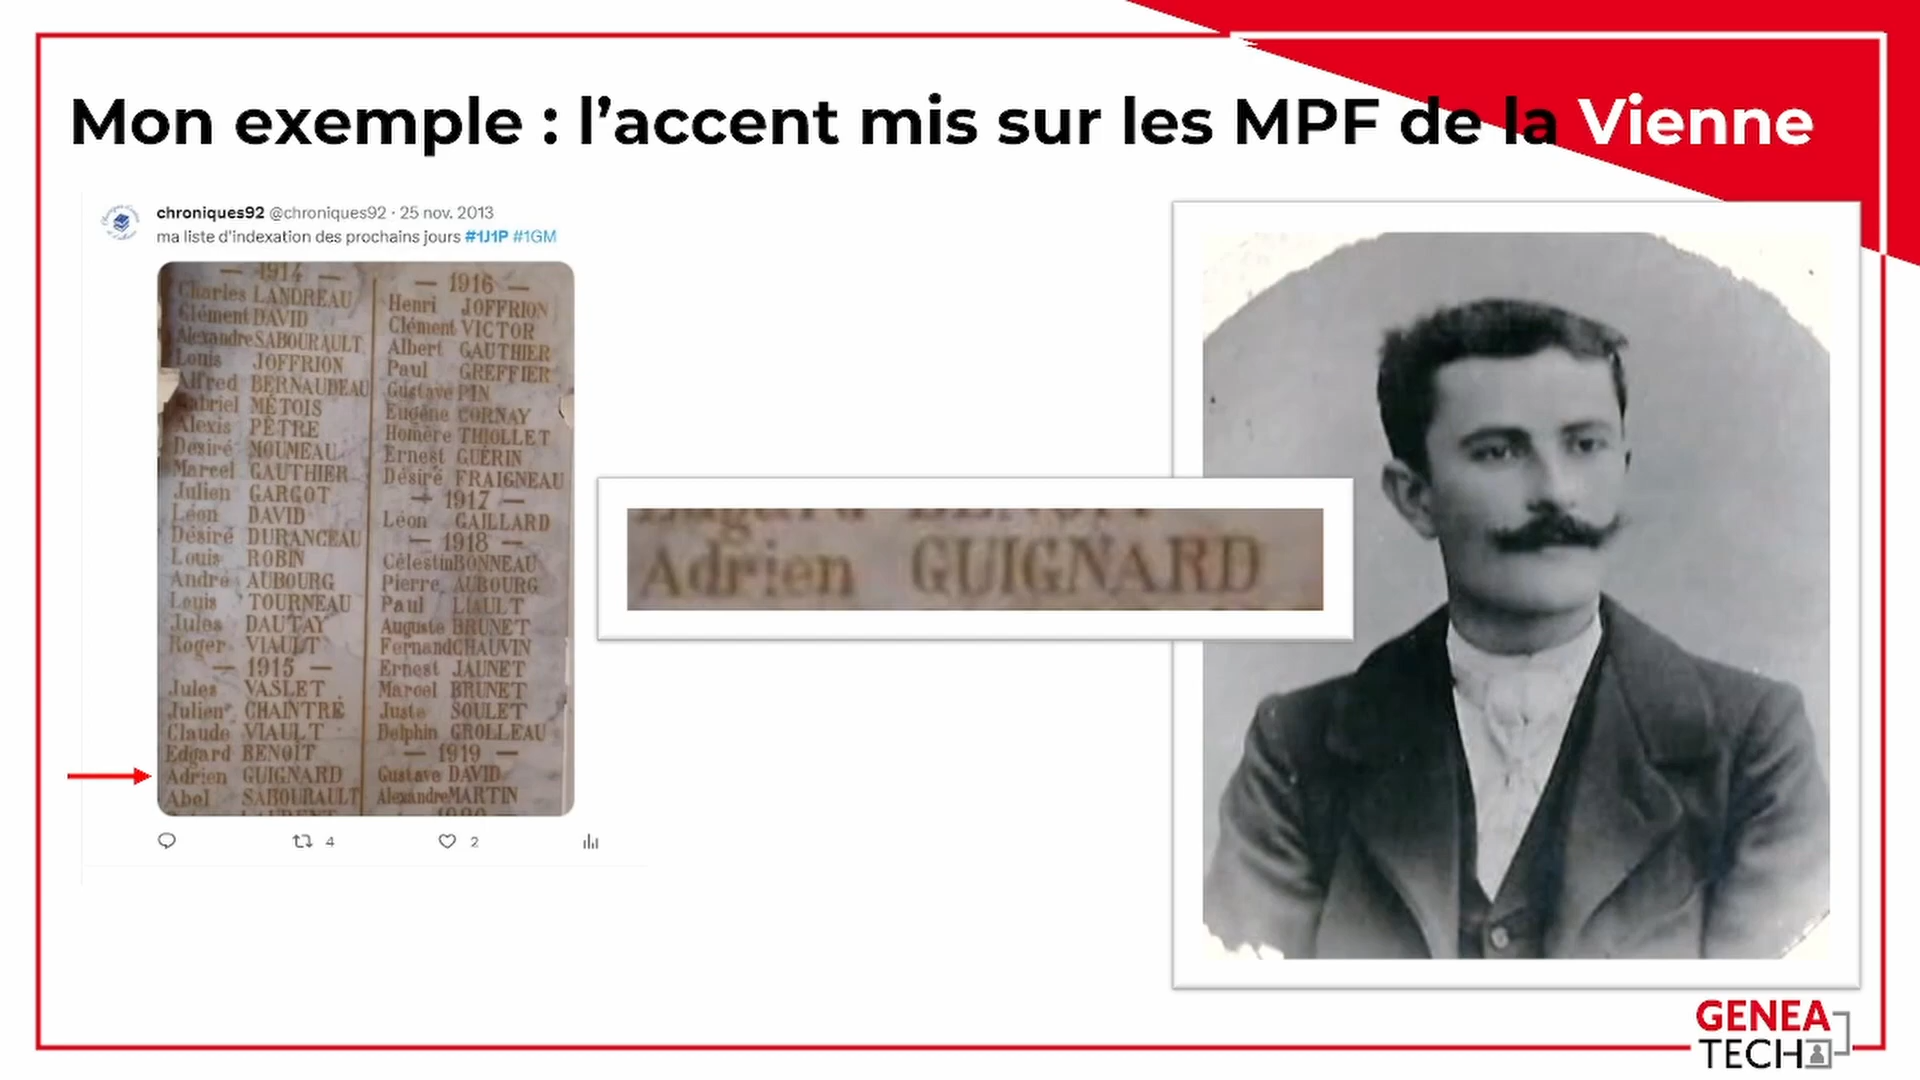 Mon exemple : l’accent mis sur les MPF de la Vienne
chroniques92 @chroniques92 · 25 nov. 2013
ma liste d'indexation des prochains jours #1J1P #1GM
— 1914 —
Charles LANDREAU
Clément DAVID
Alexandre SABOURAULT
Louis JOFFRION
Alfred BERNAUDEAU
Gabriel MÉTOIS
Alexis PÊTRE
Désiré MOUMEAU
Marcel GAUTHIER
Julien GARGOT
Léon DAVID
Désiré DURANCEAU
Louis ROBIN
André AUBOURG
Louis TOURNEAU
Jules DAUTAY
Roger VIAULT
— 1915 —
Jules VASLET
Julien CHAINTRÉ
Claude VIAULT
Edgard BENOÎT
Adrien GUIGNARD
Abel SABOURAULT
— 1916 —
Henri JOFFRION
Clément VICTOR
Albert GAUTHIER
Paul GREFFIER
Gustave PIN
Eugène CORNAY
Homère THIOLLET
Ernest GUÉRIN
Désiré FRAIGNEAU
— 1917 —
Léon GAILLARD
— 1918 —
Célestin BONNEAU
Pierre AUBOURG
Paul LIAULT
Auguste BRUNET
Fernand CHAUVIN
Ernest JAUNET
Marcel BRUNET
Juste SOULET
Delphin GROLLEAU
— 1919 —
Gustave DAVID
Alexandre MARTIN
4
2
Adrien GUIGNARD
GENEA
TECH